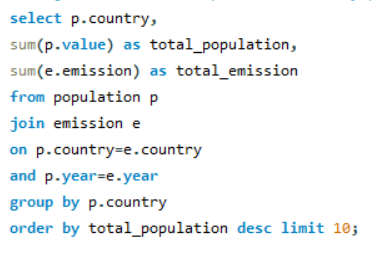 select p.country,
sum(p.value) as total_population,
sum(e.emission) as total_emission
from population p
join emission e
on p.country=e.country
and p.year=e.year
group by p.country
order by total_population desc limit 10;